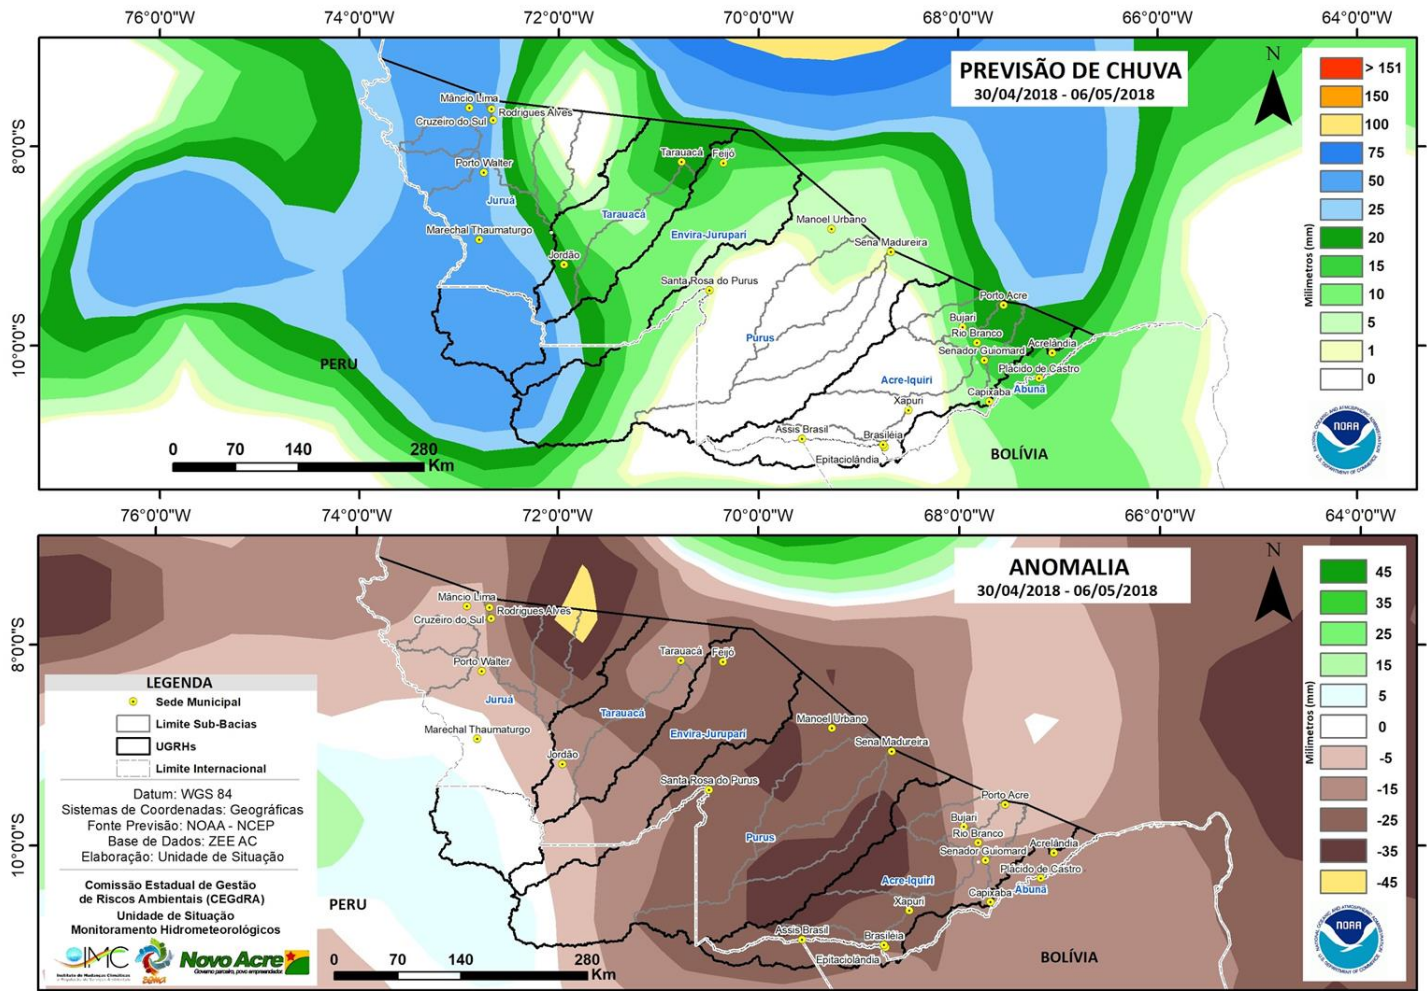 76°0'0"W 74°0'0"W 72°0'0"W 70°0'0"W 68°0'0"W 66°0'0"W 64°0'0"W
PREVISÃO DE CHUVA
30/04/2018 - 06/05/2018
N
8°0'0"S
10°0'0"S
Milímetros (mm)
> 151
150
100
75
50
25
20
15
10
5
1
0
Mâncio Lima
Rodrigues Alves
Cruzeiro do Sul
Porto Walter
Juruá
Marechal Thaumaturgo
Tarauacá
Feijó
Tarauacá
Jordão
Envira-Jurupari
Manoel Urbano
Sena Madureira
Santa Rosa do Purus
Purus
Porto Acre
Bujari
Rio Branco
Senador Guiomard
Acrelândia
Plácido de Castro
Acre-Iquiri
Abunã
Capixaba
Xapuri
Assis Brasil
Brasiléia
Epitaciolândia
PERU
BOLÍVIA
0 70 140 280
Km
NOAA
76°0'0"W 74°0'0"W 72°0'0"W 70°0'0"W 68°0'0"W 66°0'0"W 64°0'0"W
ANOMALIA
30/04/2018 - 06/05/2018
N
8°0'0"S
10°0'0"S
Milímetros (mm)
45
35
25
15
5
0
-5
-15
-25
-35
-45
Mâncio Lima
Rodrigues Alves
Cruzeiro do Sul
Porto Walter
Juruá
Marechal Thaumaturgo
Tarauacá
Feijó
Tarauacá
Jordão
Envira-Jurupari
Manoel Urbano
Sena Madureira
Santa Rosa do Purus
Purus
Porto Acre
Bujari
Rio Branco
Senador Guiomard
Acrelândia
Plácido de Castro
Acre-Iquiri
Abunã
Capixaba
Xapuri
Assis Brasil
Brasiléia
Epitaciolândia
PERU
BOLÍVIA
0 70 140 280
Km
NOAA
LEGENDA
Sede Municipal
Limite Sub-Bacias
UGRHs
Limite Internacional
Datum: WGS 84
Sistemas de Coordenadas: Geográficas
Fonte Previsão: NOAA - NCEP
Base de Dados: ZEE AC
Elaboração: Unidade de Situação
Comissão Estadual de Gestão
de Riscos Ambientais (CEGdRA)
Unidade de Situação
Monitoramento Hidrometeorológicos
IMC
Novo Acre
Governo parceiro, povo empreendedor.